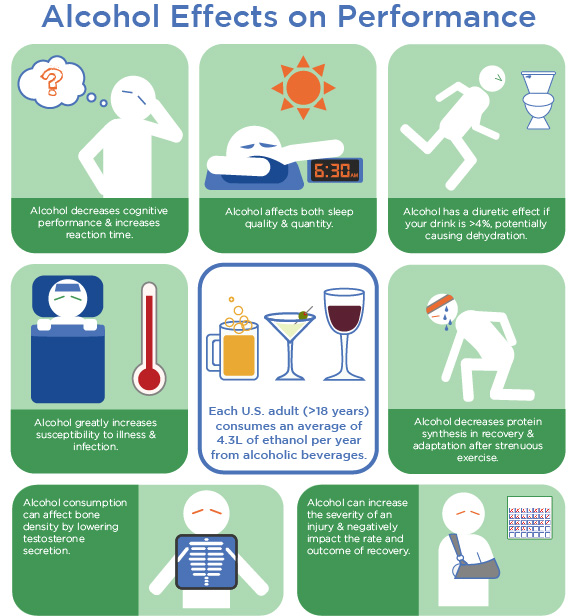 Alcohol Effects on Performance
?
Alcohol decreases cognitive
performance & increases
reaction time.
6:30 AM
Alcohol affects both sleep
quality & quantity.
Alcohol has a diuretic effect if
your drink is >4%, potentially
causing dehydration.
Alcohol greatly increases
susceptibility to illness &
infection.
Each U.S. adult (>18 years)
consumes an average of
4.3L of ethanol per year
from alcoholic beverages.
Alcohol decreases protein
synthesis in recovery &
adaptation after strenuous
exercise.
Alcohol consumption
can affect bone
density by lowering
testosterone
secretion.
Alcohol can increase
the severity of an
injury & negatively
impact the rate and
outcome of recovery.